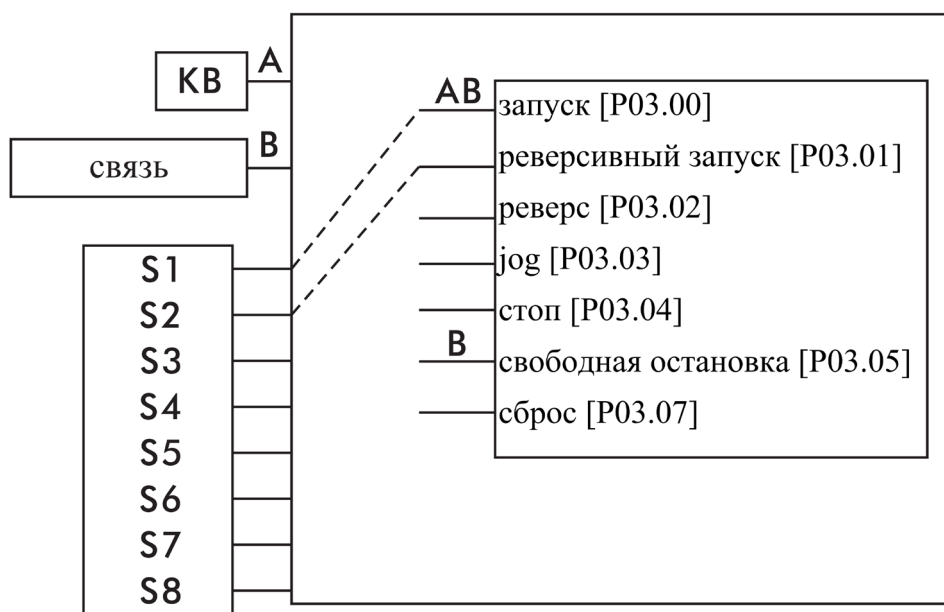 КВ
A
связь
B
S1
S2
S3
S4
S5
S6
S7
S8
AB
запуск [P03.00]
реверсивный запуск [P03.01]
реверс [P03.02]
jog [P03.03]
стоп [P03.04]
B
свободная остановка [P03.05]
сброс [P03.07]